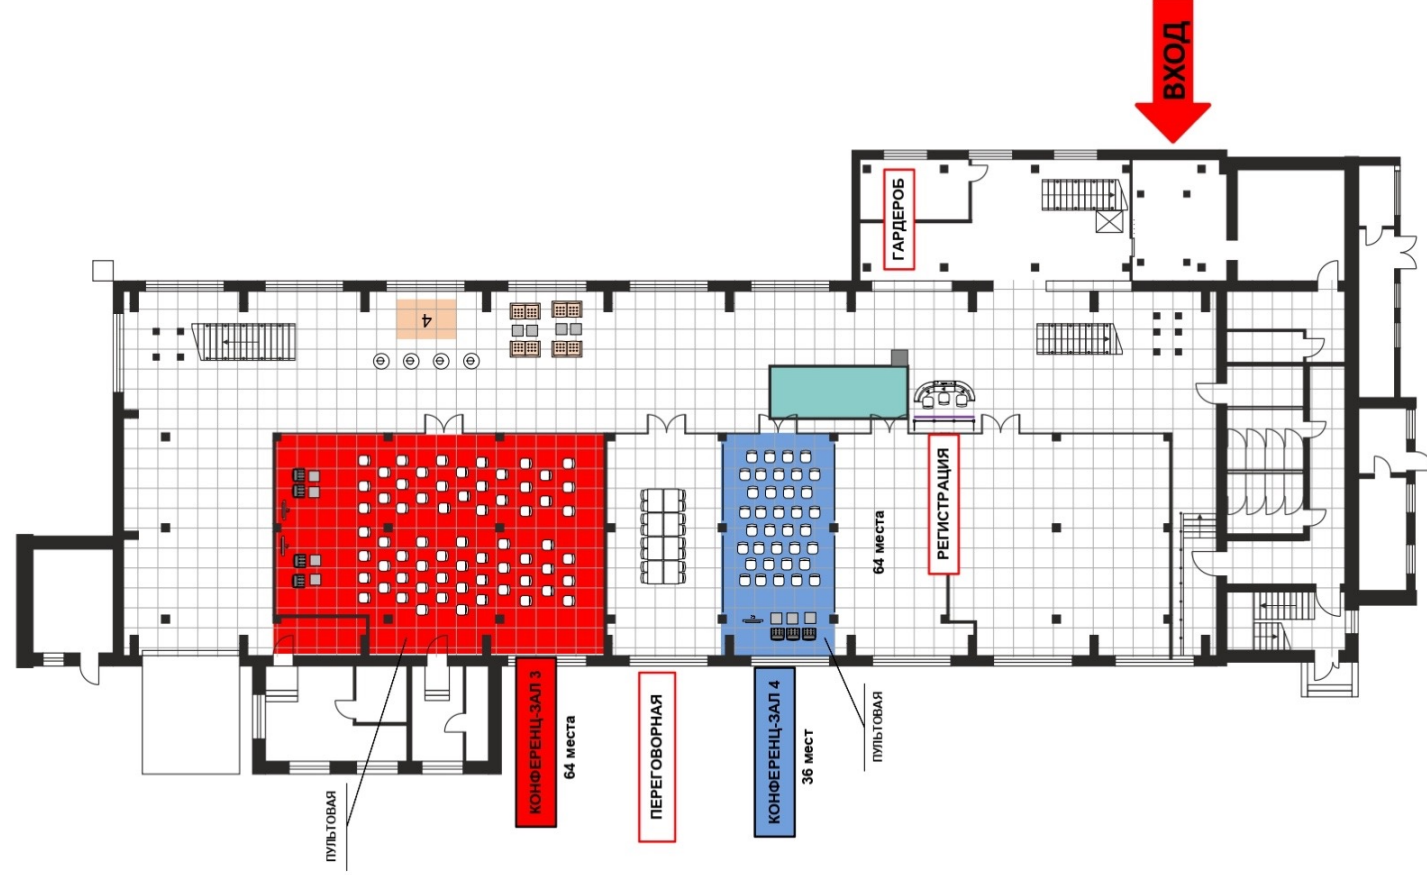 ВХОД
ГАРДЕРОБ
4
РЕГИСТРАЦИЯ
64 места
КОНФЕРЕНЦ-ЗАЛ 3
64 места
ПЕРЕГОВОРНАЯ
КОНФЕРЕНЦ-ЗАЛ 4
36 мест
ПУЛЬТОВАЯ
ПУЛЬТОВАЯ